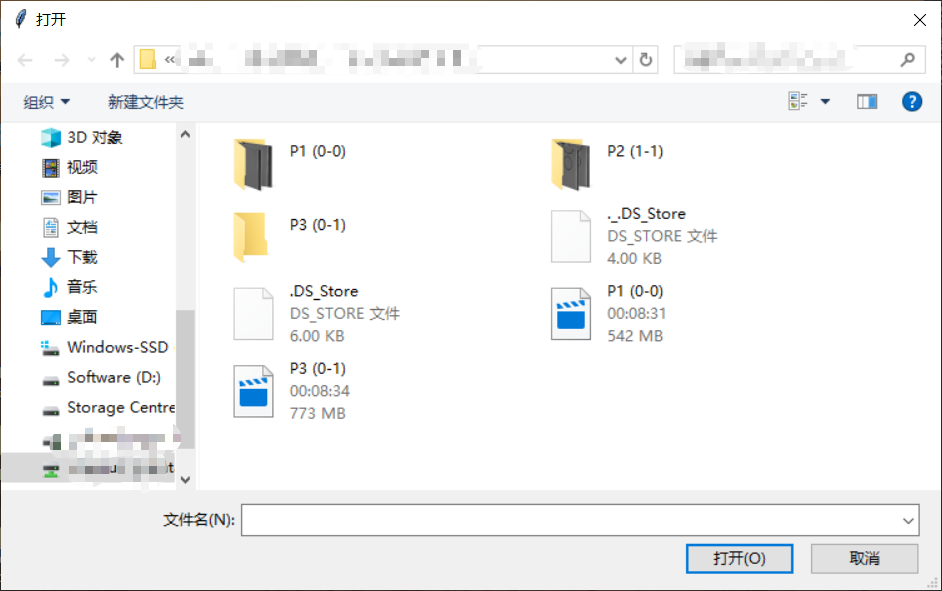 打开
«
组织
新建文件夹
3D 对象
视频
图片
文档
下载
音乐
桌面
Windows-SSD
Software (D:)
Storage Centre
P1 (0-0)
P2 (1-1)
P3 (0-1)
._.DS_Store
DS_STORE 文件
4.00 KB
.DS_Store
DS_STORE 文件
6.00 KB
P1 (0-0)
00:08:31
542 MB
P3 (0-1)
00:08:34
773 MB
文件名(N):
打开(O)
取消